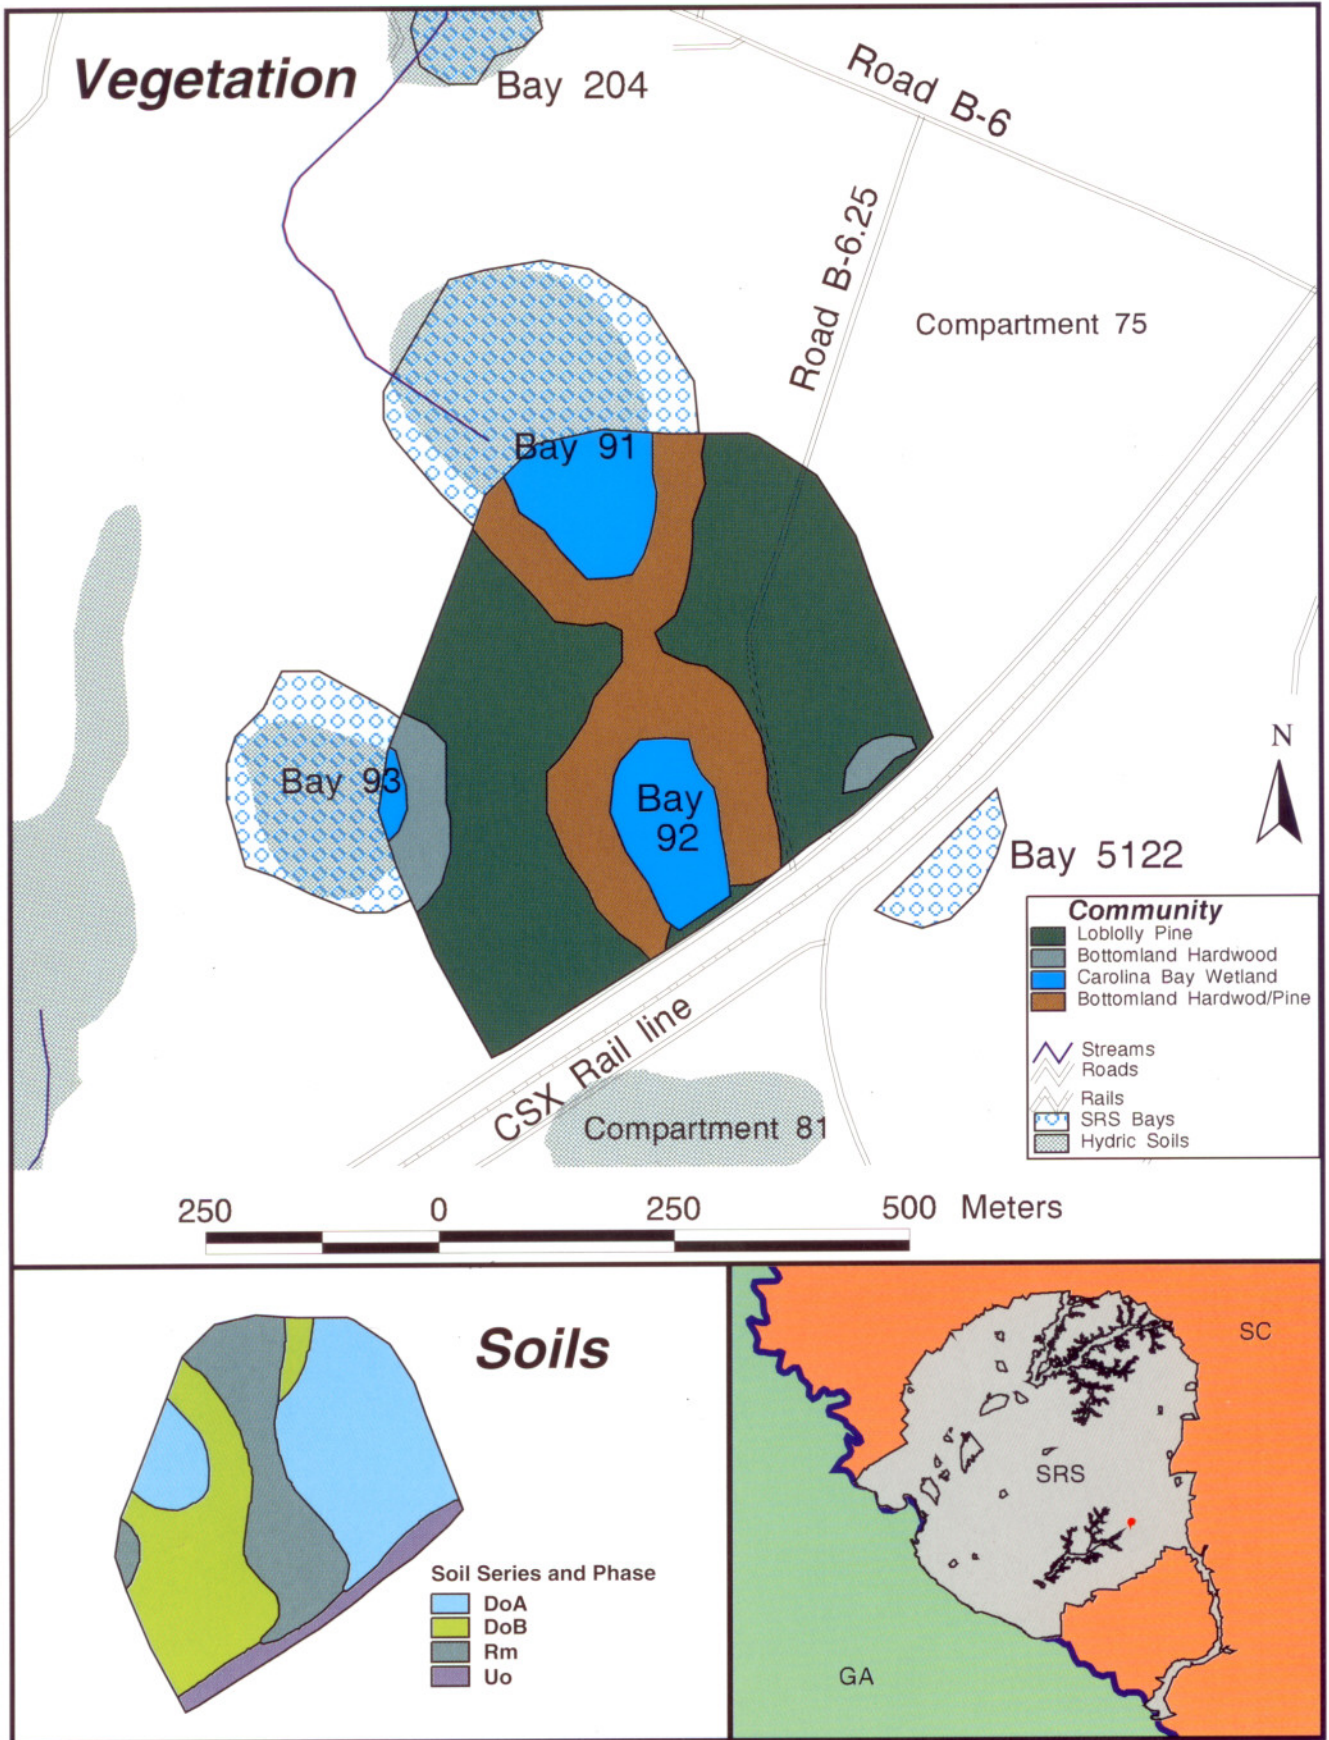 Vegetation
Bay 204
Road B-6
Road B-6.25
Compartment 75
Bay 91
Bay 93
Bay
92
Bay 5122
N
Community
Loblolly Pine
Bottomland Hardwood
Carolina Bay Wetland
Bottomland Hardwod/Pine
Streams
Roads
Rails
SRS Bays
Hydric Soils
CSX Rail line
Compartment 81
250 0 250 500 Meters
Soils
Soil Series and Phase
DoA
DoB
Rm
Uo
SC
SRS
GA